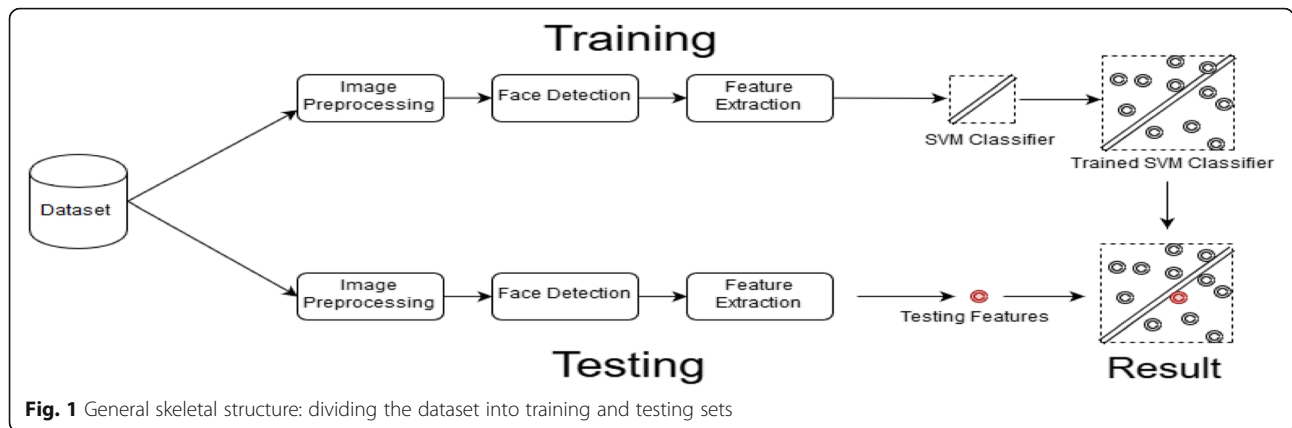 Training
Image
Preprocessing
Face Detection
Feature
Extraction
SVM Classifier
Trained SVM Classifier
Dataset
Image
Preprocessing
Face Detection
Feature
Extraction
Testing Features
Testing
Result
Fig. 1 General skeletal structure: dividing the dataset into training and testing sets